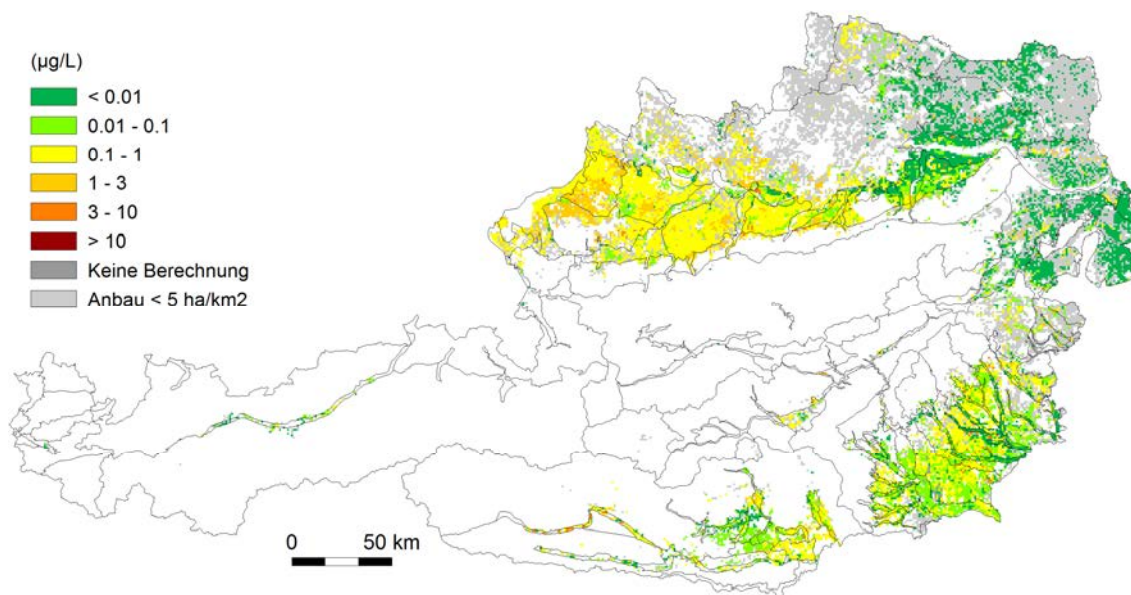 (µg/L)
< 0.01
0.01 - 0.1
0.1 - 1
1 - 3
3 - 10
> 10
Keine Berechnung
Anbau < 5 ha/km2
0 50 km